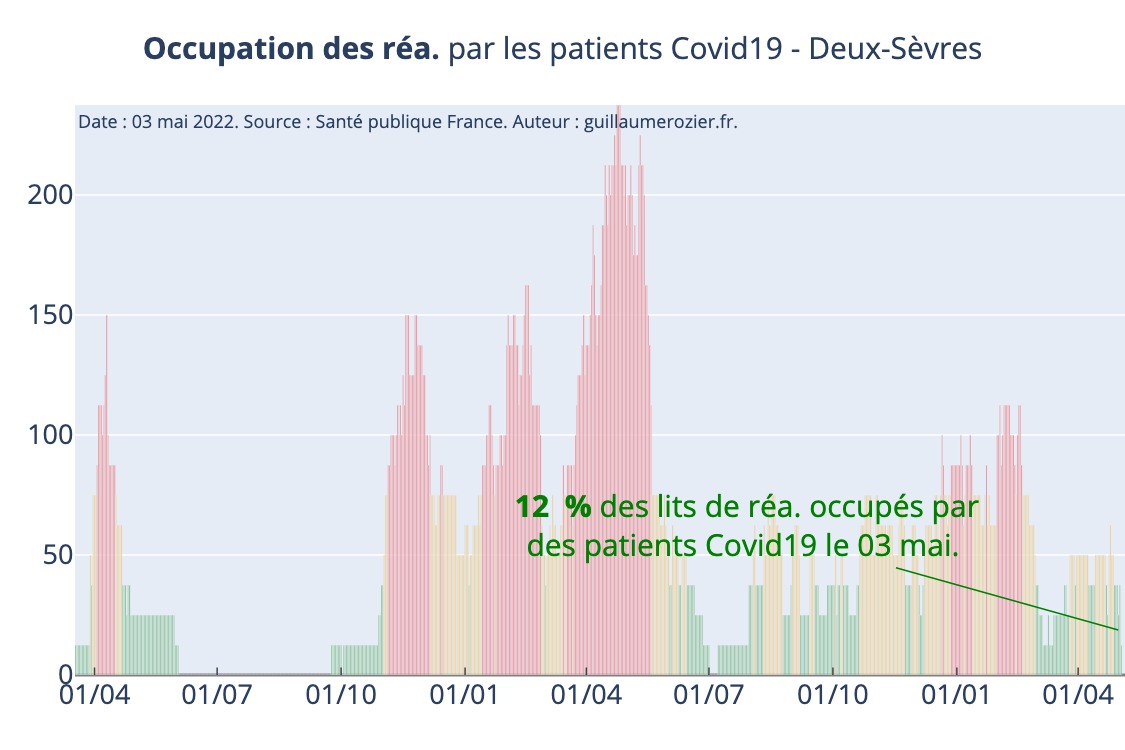 Occupation des réa. par les patients Covid19 - Deux-Sèvres
Date : 03 mai 2022. Source : Santé publique France. Auteur : guillaumerozier.fr.
200
150
100
50
0
12 % des lits de réa. occupés par
des patients Covid19 le 03 mai.
01/04 01/07 01/10 01/01 01/04 01/07 01/10 01/01 01/04